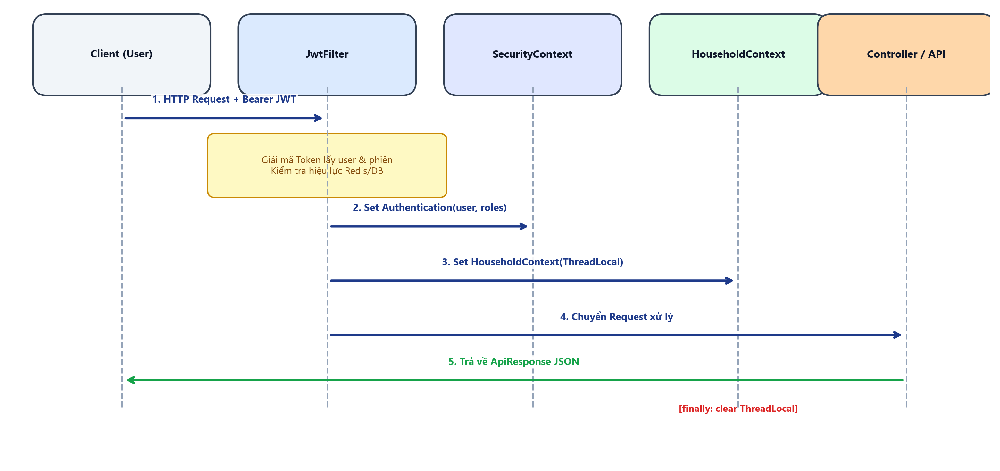 Client (User)
JwtFilter
SecurityContext
HouseholdContext
Controller / API
1. HTTP Request + Bearer JWT
Giải mã Token lấy user & phiên
Kiểm tra hiệu lực Redis/DB
2. Set Authentication(user, roles)
3. Set HouseholdContext(ThreadLocal)
4. Chuyển Request xử lý
5. Trả về ApiResponse JSON
[finally: clear ThreadLocal]